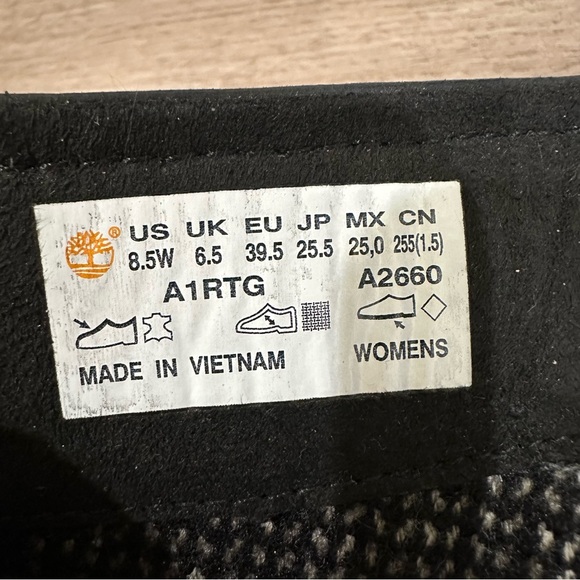 ® US UK EU JP MX CN
8.5W 6.5 39.5 25.5 25,0 255(1.5)
A1RTG A2660
MADE IN VIETNAM WOMENS